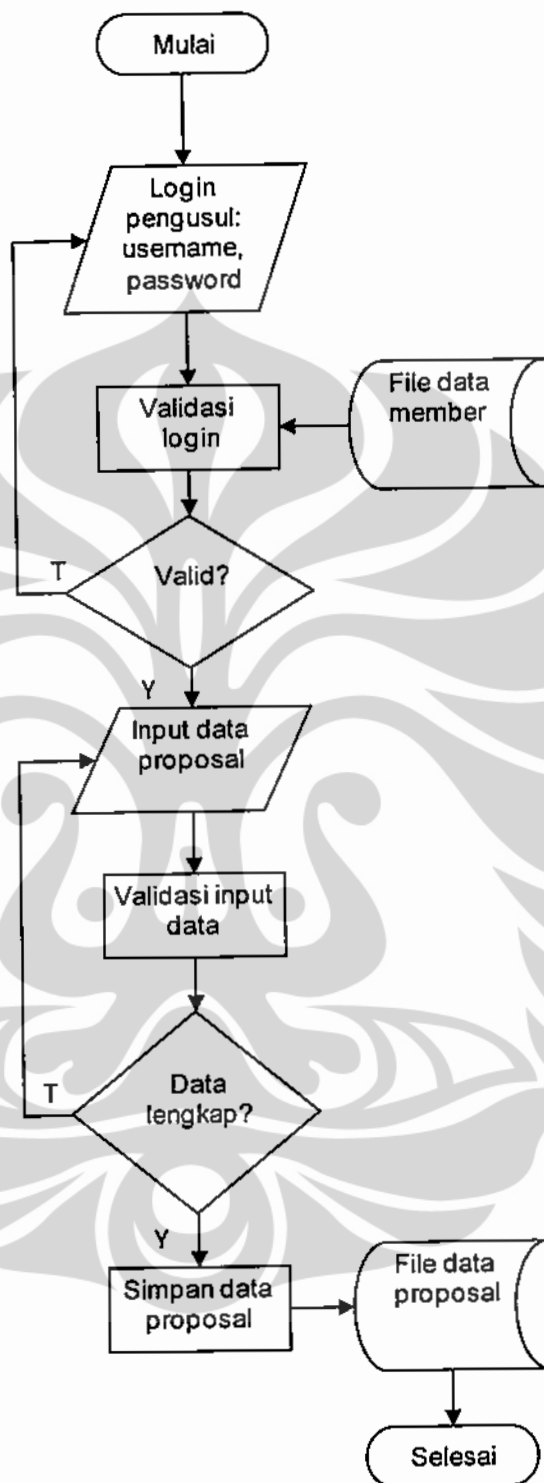 Mulai
Login
pengusul:
username,
password
Validasi
login
File data
member
Valid?
T
Y
Input data
proposal
Validasi input
data
Data
lengkap?
T
Y
Simpan data
proposal
File data
proposal
Selesai